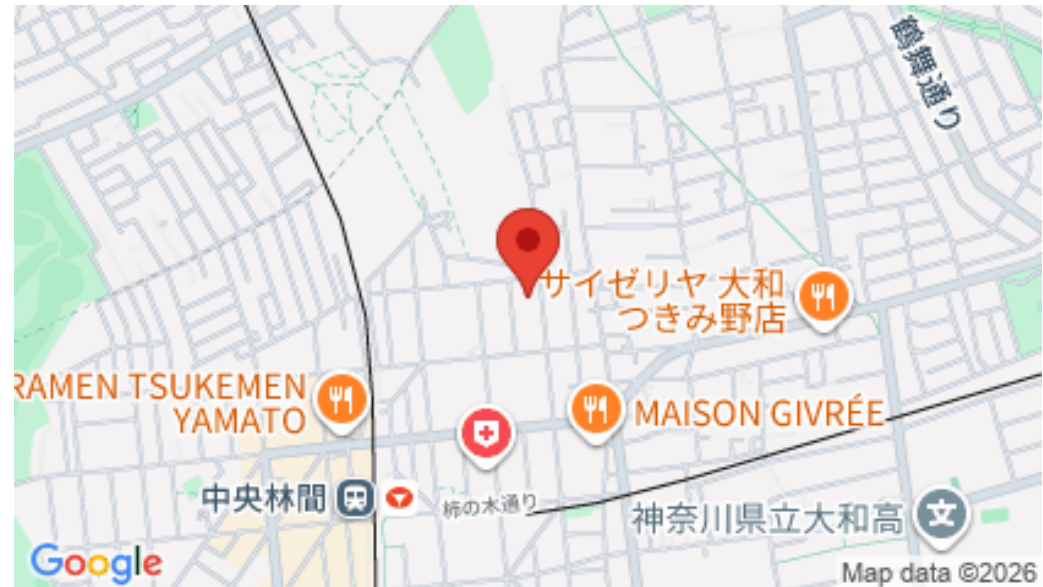 鶴舞通り
サイゼリヤ 大和
つきみ野店
RAMEN TSUKEMEN
YAMATO
MAISON GIVRÉE
中央林間
柿の木通り
神奈川県立大和高
Google
Map data ©2026